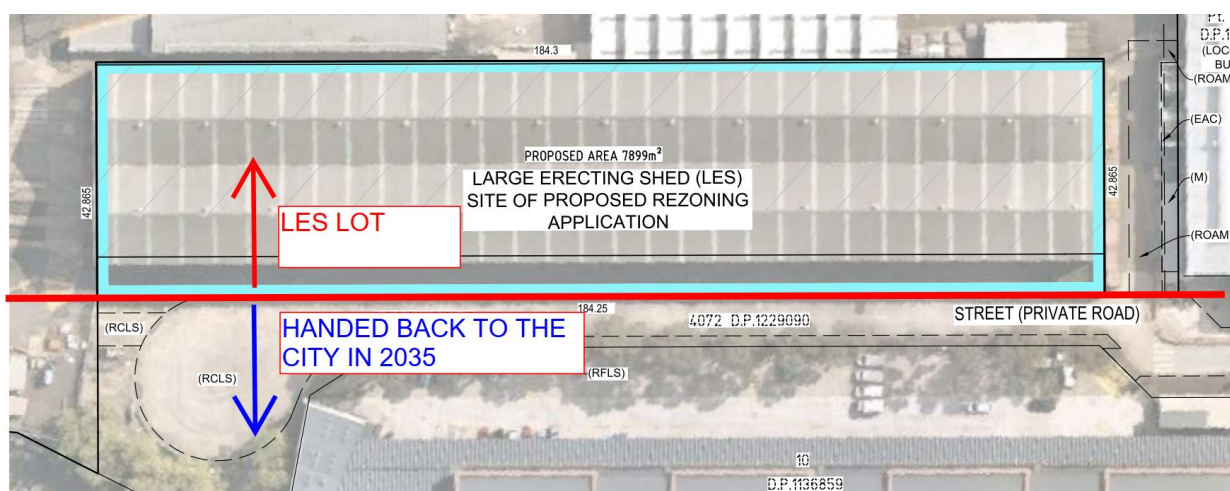 184.3
Pt.
D.P.1
(LOC
BU
(ROAM
(EAC)
42.865
PROPOSED AREA 7899m²
LARGE ERECTING SHED (LES)
SITE OF PROPOSED REZONING
APPLICATION
42.865
(M)
LES LOT
(ROAM
184.25
STREET (PRIVATE ROAD)
(RCLS)
HANDED BACK TO THE
CITY IN 2035
4072 D.P.1229090
(RCLS)
(RFLS)
10
D.P.1136859